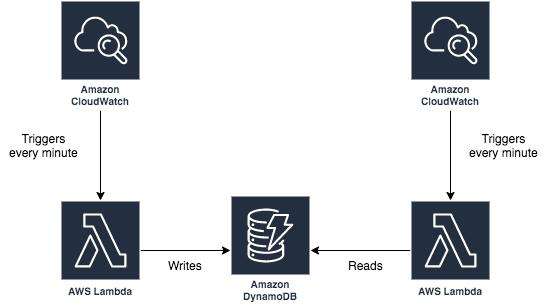 Amazon
CloudWatch
Amazon
CloudWatch
Triggers
every minute
Triggers
every minute
AWS Lambda
Writes
Amazon
DynamoDB
Reads
AWS Lambda